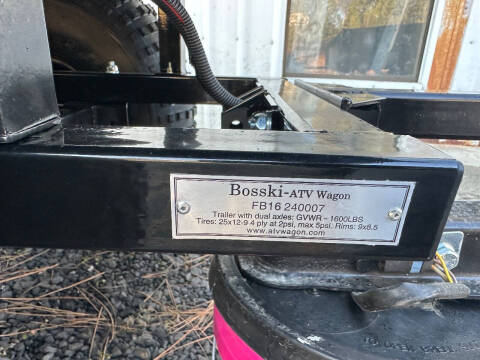 Bosski-ATV Wagon
FB16 240007
Trailer with dual axles: GVWR - 1600LBS
Tires: 25x12-9 4 ply at 2psi, max 5psi. Rims: 9x8.5
www.atvwagon.com